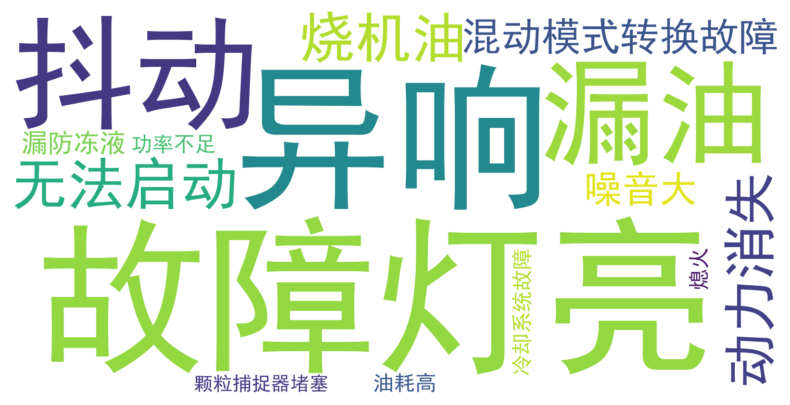 烧机油
混动模式转换故障
抖动
异响
漏油
漏防冻液
功率不足
无法启动
噪音大
动力消失
故障灯亮
冷却系统故障
熄火
颗粒捕捉器堵塞
油耗高